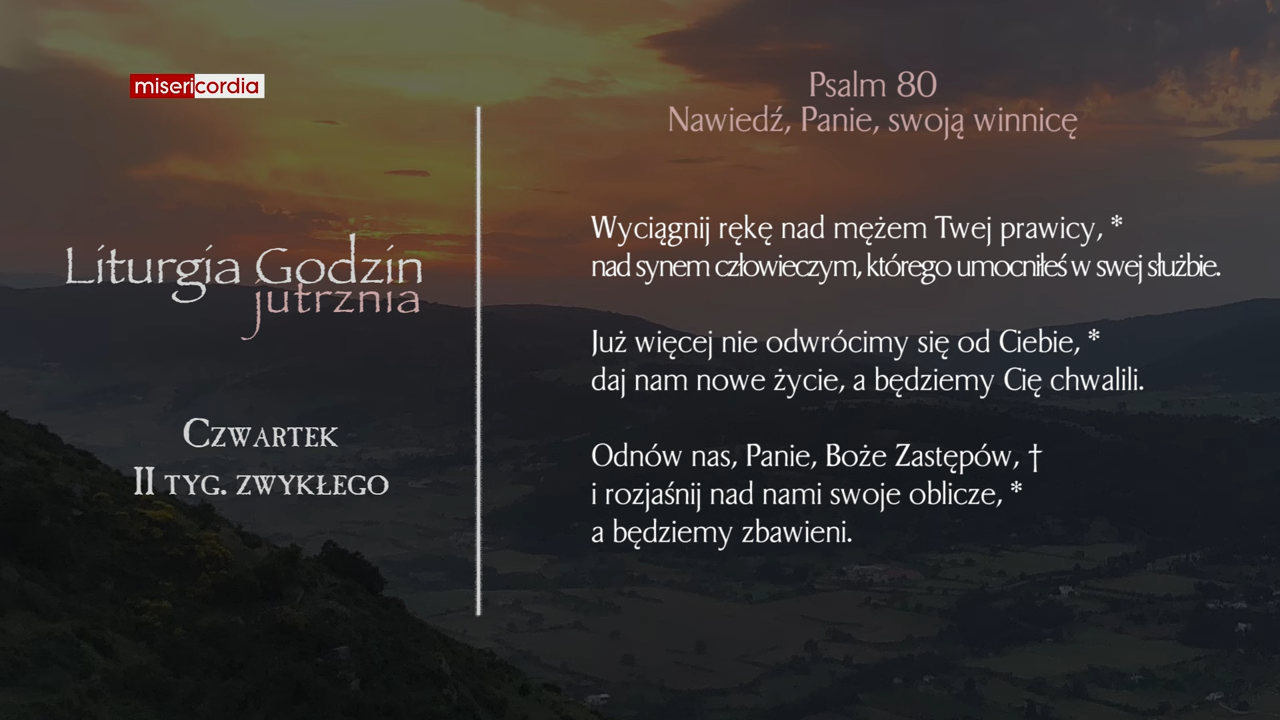 misericordia
Liturgia Godzin
jutrznia
Czwartek
II tyg. zwykłego
Psalm 80
Nawiedź, Panie, swoją winnicę
Wyciągnij rękę nad mężem Twej prawicy, *
nad synem człowieczym, którego umocniłeś w swej służbie.
Już więcej nie odwrócimy się od Ciebie, *
daj nam nowe życie, a będziemy Cię chwalili.
Odnów nas, Panie, Boże Zastępów, †
i rozjaśnij nad nami swoje oblicze, *
a będziemy zbawieni.